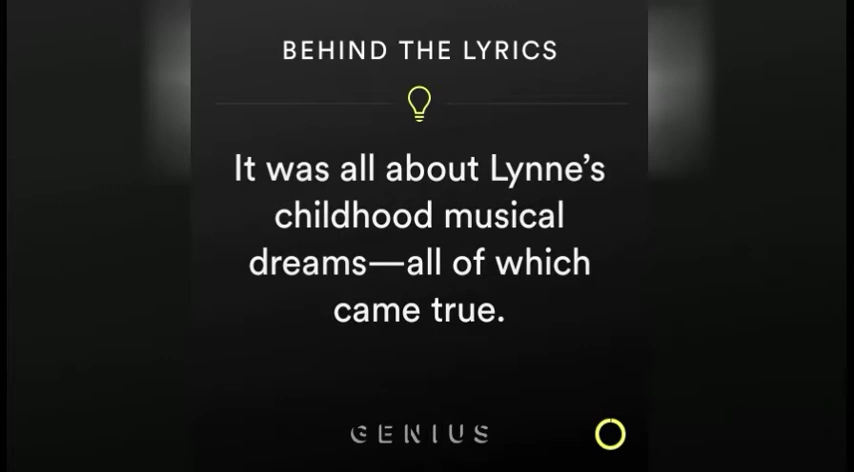 BEHIND THE LYRICS
It was all about Lynne’s
childhood musical
dreams—all of which
came true.
GENIUS